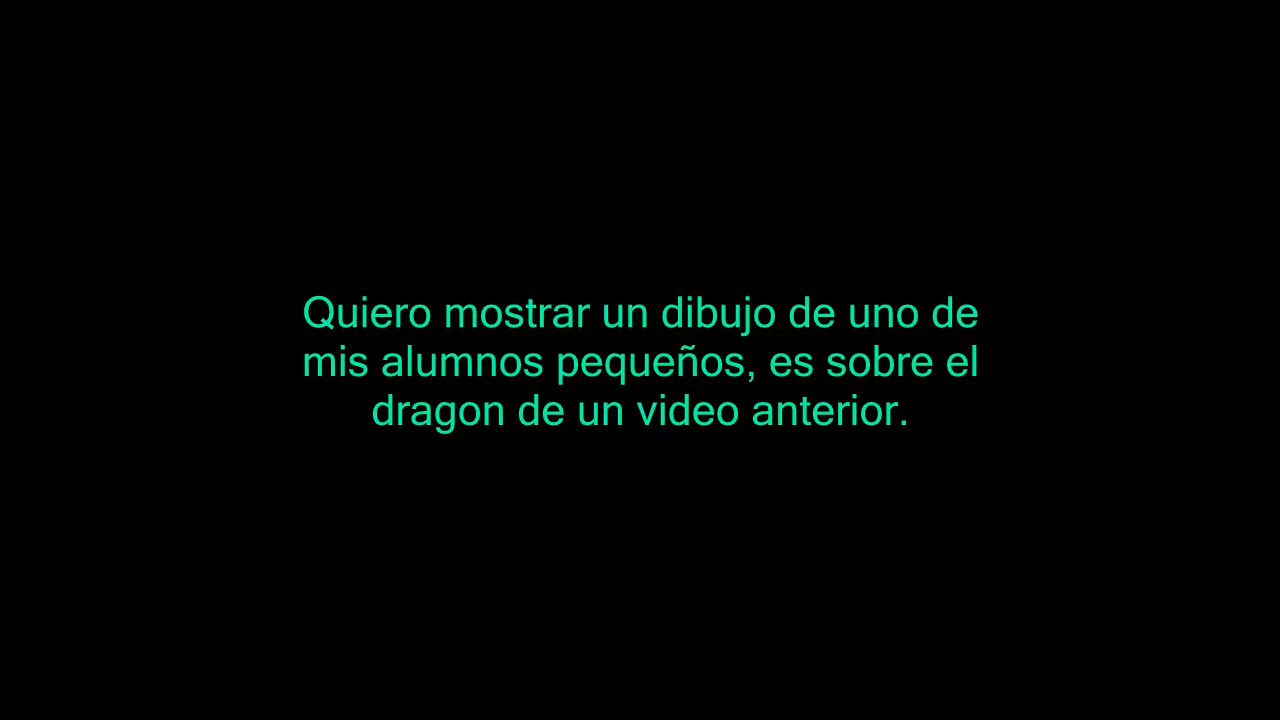 Quiero mostrar un dibujo de uno de
mis alumnos pequeños, es sobre el
dragon de un video anterior.